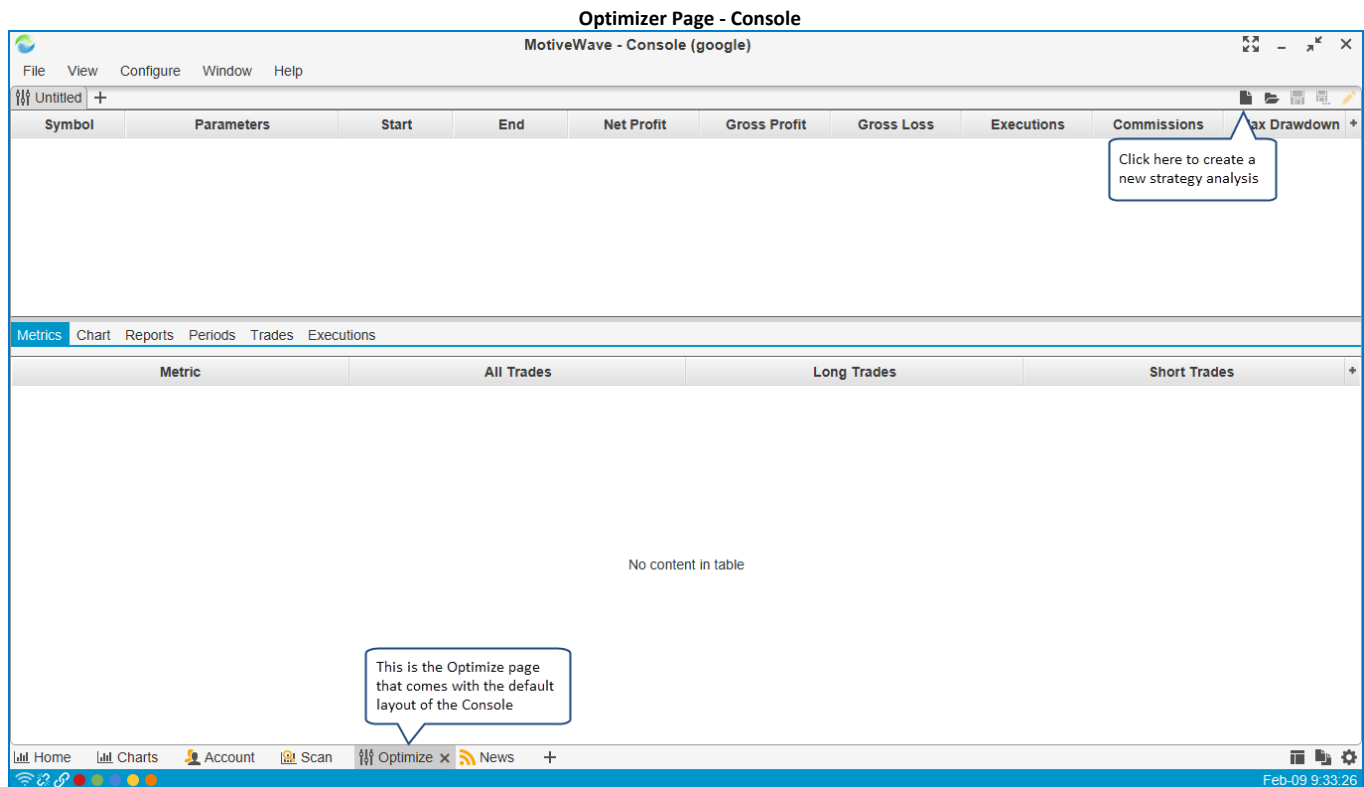 Optimizer Page - Console
MotiveWave - Console (google)
File View Configure Window Help
Untitled +
Symbol Parameters Start End Net Profit Gross Profit Gross Loss Executions Commissions ax Drawdown +
Click here to create a
new strategy analysis
Metrics Chart Reports Periods Trades Executions
Metric All Trades Long Trades Short Trades +
No content in table
This is the Optimize page
that comes with the default
layout of the Console
Home Charts Account Scan Optimize × News +
Feb-09 9:33:26